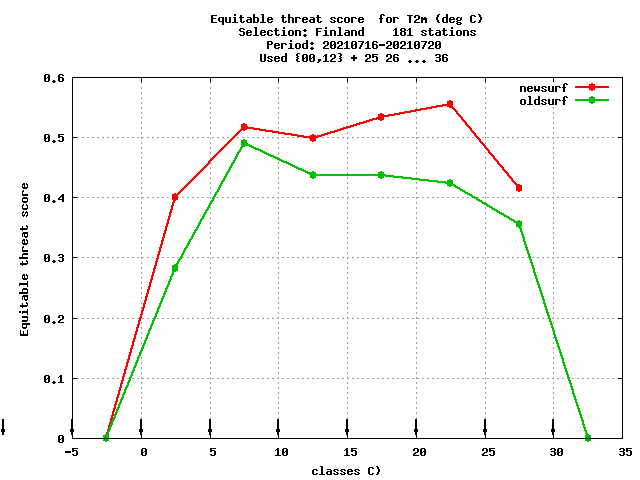 Equitable threat score  for T2m (deg C)
Selection: Finland    181 stations
Period: 20210716-20210720
Used {00,12} + 25 26 ... 36
newsurf
oldsurf
Equitable threat score
0.6
0.5
0.4
0.3
0.2
0.1
0
-5 0 5 10 15 20 25 30 35
classes C)